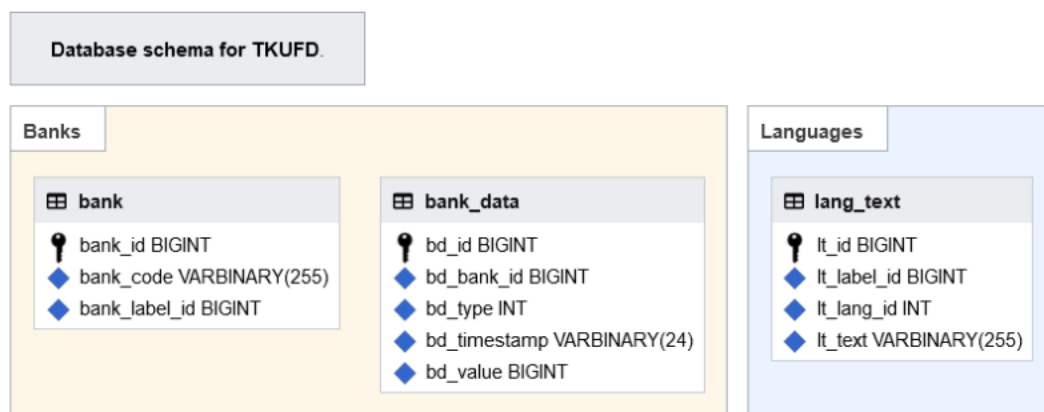 Database schema for TKUFD.
Banks
bank
bank_id BIGINT
bank_code VARBINARY(255)
bank_label_id BIGINT
bank_data
bd_id BIGINT
bd_bank_id BIGINT
bd_type INT
bd_timestamp VARBINARY(24)
bd_value BIGINT
Languages
lang_text
lt_id BIGINT
lt_label_id BIGINT
lt_lang_id INT
lt_text VARBINARY(255)